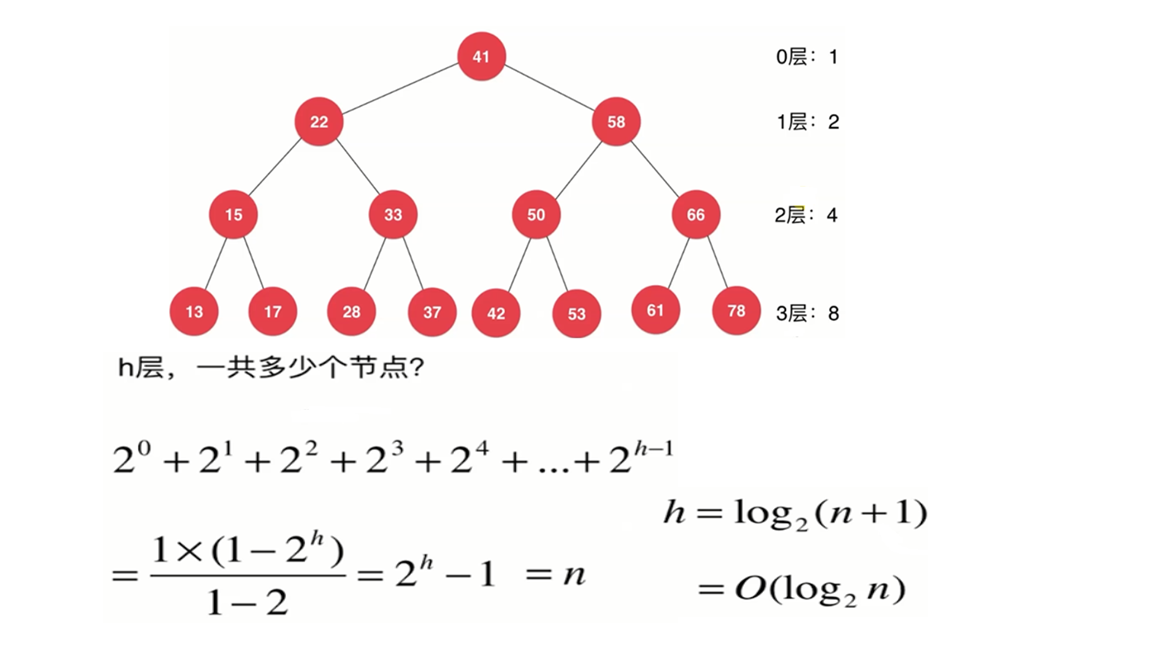 41
0层：1
22 58
1层：2
15 33 50 66
2层：4
13 17 28 37 42 53 61 78
3层：8
h层，一共多少个节点?
2^0 + 2^1 + 2^2 + 2^3 + 2^4 + ...+ 2^{h-1}
= \frac{1×(1-2^h)}{1-2} = 2^h - 1 = n
h = log_2(n+1)
= O(log_2 n)